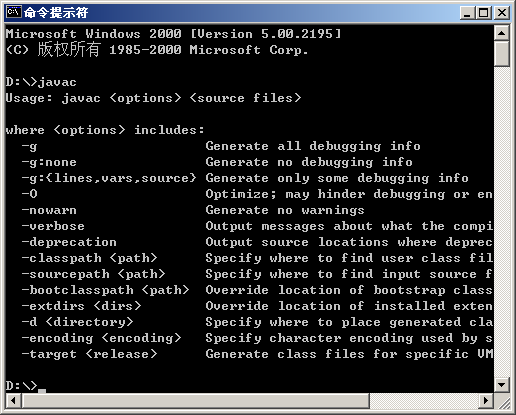 命令提示符
Microsoft Windows 2000 [Version 5.00.2195]
(C) 版权所有 1985-2000 Microsoft Corp.
D:\>javac
Usage: javac <options> <source files>
where <options> includes:
-g Generate all debugging info
-g:none Generate no debugging info
-g:{lines,vars,source} Generate only some debugging info
-O Optimize; may hinder debugging or en
-nowarn Generate no warnings
-verbose Output messages about what the compi
-deprecation Output source locations where deprec
-classpath <path> Specify where to find user class fil
-sourcepath <path> Specify where to find input source f
-bootclasspath <path> Override location of bootstrap class
-extdirs <dirs> Override location of installed exten
-d <directory> Specify where to place generated cla
-encoding <encoding> Specify character encoding used by s
-target <release> Generate class files for specific VM
D:\>